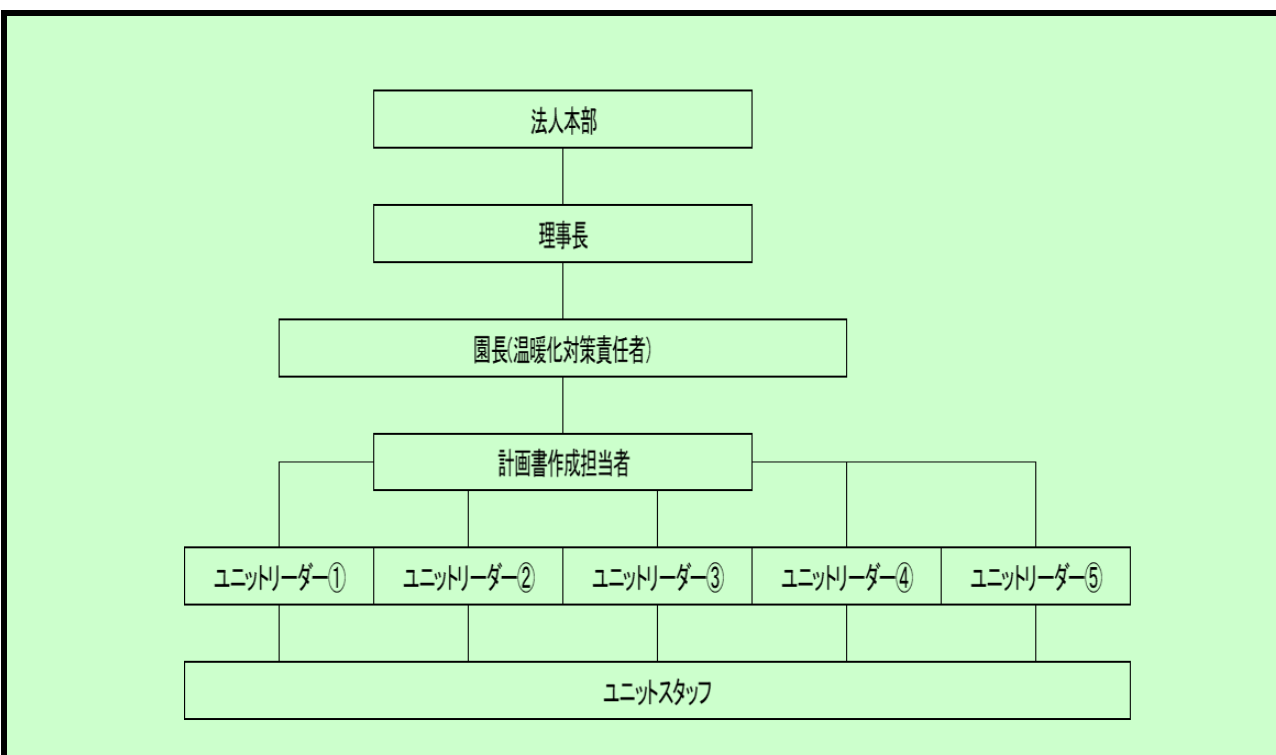 法人本部
理事長
園長(温暖化対策責任者)
計画書作成担当者
ユニットリーダー① ユニットリーダー② ユニットリーダー③ ユニットリーダー④ ユニットリーダー⑤
ユニットスタッフ